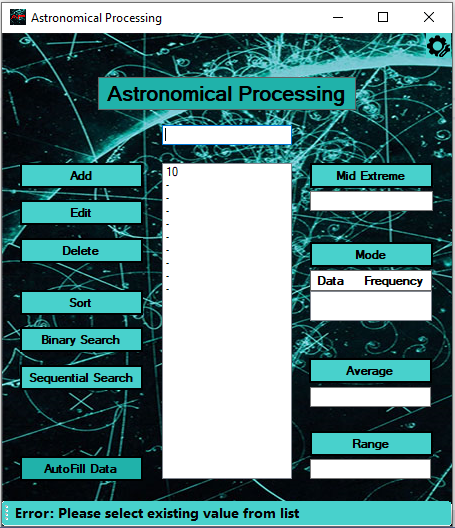 Astronomical Processing
Astronomical Processing
Add
Edit
Delete
Sort
Binary Search
Sequential Search
AutoFill Data
10
-
-
-
-
-
-
-
-
-
Mid Extreme
Mode
Data Frequency
Average
Range
Error: Please select existing value from list